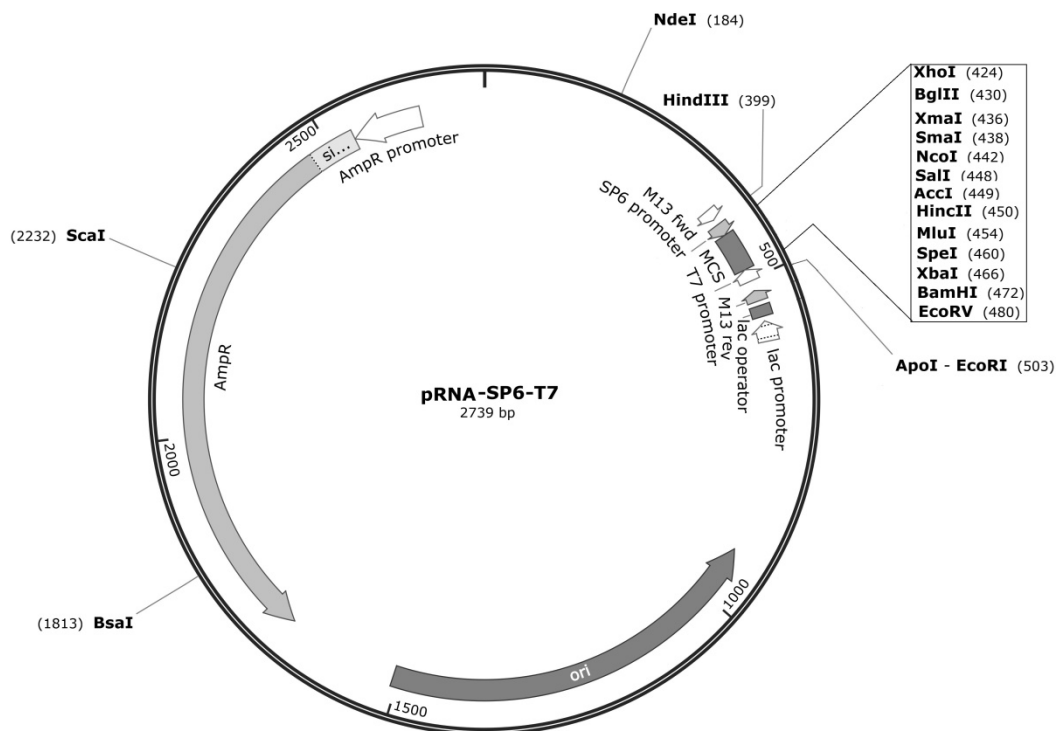 NdeI (184)
HindIII (399)
XhoI (424)
BglII (430)
XmaI (436)
SmaI (438)
NcoI (442)
SalI (448)
AccI (449)
HincII (450)
MluI (454)
SpeI (460)
XbaI (466)
BamHI (472)
EcoRV (480)
ApoI - EcoRI (503)
2500
si...
AmpR promoter
(2232) ScaI
AmpR
2000
(1813) BsaI
M13 fwd
SP6 promoter
MCS
T7 promoter
M13 rev
lac operator
lac promoter
500
pRNA-SP6-T7
2739 bp
1000
ori
1500